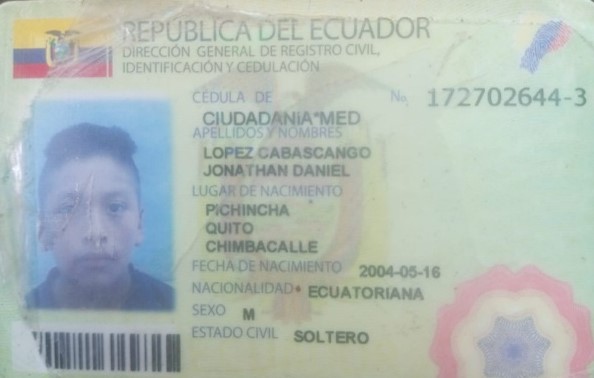 REPÚBLICA DEL ECUADOR
DIRECCIÓN GENERAL DE REGISTRO CIVIL,
IDENTIFICACIÓN Y CEDULACIÓN
CÉDULA DE No. 172702644-3
CIUDADANIA*MED
APELLIDOS Y NOMBRES
LOPEZ CABASCANGO
JONATHAN DANIEL
LUGAR DE NACIMIENTO
PICHINCHA
QUITO
CHIMBACALLE
FECHA DE NACIMIENTO 2004-05-16
NACIONALIDAD ECUATORIANA
SEXO M
ESTADO CIVIL SOLTERO